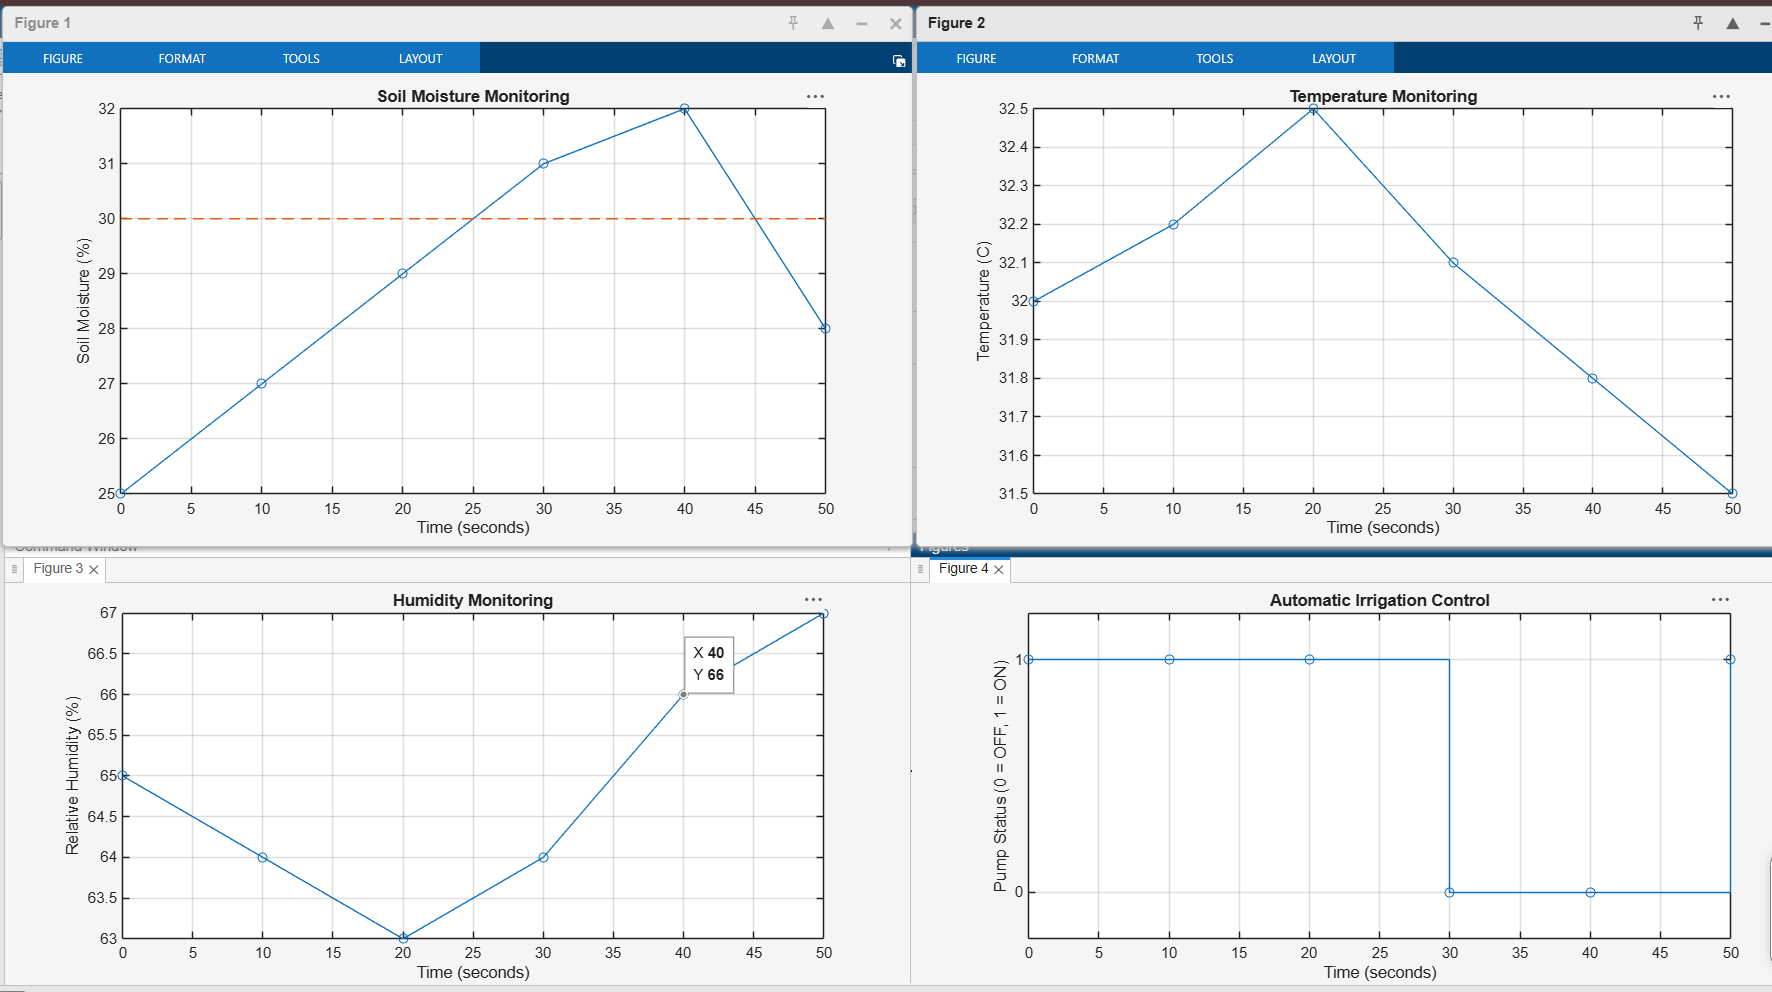 Figure 1
FIGURE FORMAT TOOLS LAYOUT
Soil Moisture Monitoring
32
31
30
29
28
27
26
25
Soil Moisture (%)
0 5 10 15 20 25 30 35 40 45 50
Time (seconds)
Figure 2
FIGURE FORMAT TOOLS LAYOUT
Temperature Monitoring
32.5
32.4
32.3
32.2
32.1
32
31.9
31.8
31.7
31.6
31.5
Temperature (C)
0 5 10 15 20 25 30 35 40 45 50
Time (seconds)
Command Window
Figure 3
Humidity Monitoring
67
66.5
66
65.5
65
64.5
64
63.5
63
Relative Humidity (%)
X 40
Y 66
0 5 10 15 20 25 30 35 40 45 50
Time (seconds)
Figures
Figure 4
Automatic Irrigation Control
1
0
Pump Status (0 = OFF, 1 = ON)
0 5 10 15 20 25 30 35 40 45 50
Time (seconds)